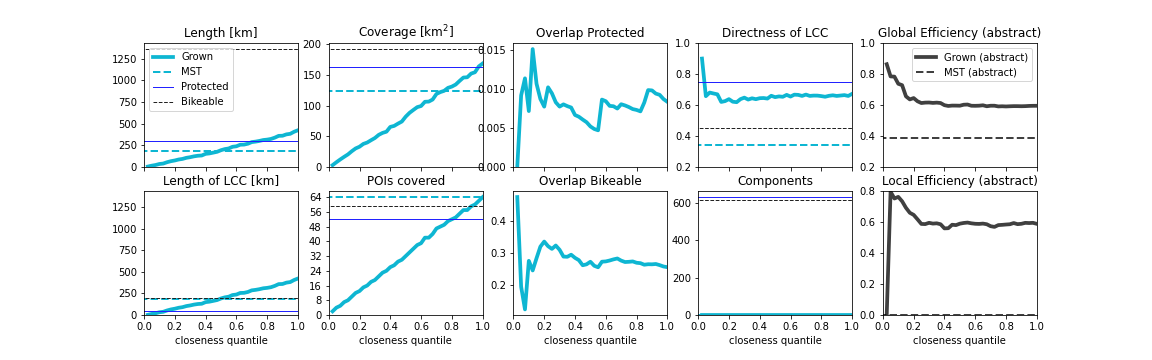 Length [km]
1250
1000
750
500
250
0
Grown
MST
Protected
Bikeable
Coverage [km²]
200
150
100
50
0
Overlap Protected
0.015
0.010
0.005
0.000
Directness of LCC
1.0
0.8
0.6
0.4
0.2
Global Efficiency (abstract)
1.0
0.8
0.6
0.4
0.2
Grown (abstract)
MST (abstract)
Length of LCC [km]
1250
1000
750
500
250
0
0.0 0.2 0.4 0.6 0.8 1.0
closeness quantile
POIs covered
64
56
48
40
32
24
16
8
0
0.0 0.2 0.4 0.6 0.8 1.0
closeness quantile
Overlap Bikeable
0.4
0.3
0.2
0.0 0.2 0.4 0.6 0.8 1.0
closeness quantile
Components
600
400
200
0
0.0 0.2 0.4 0.6 0.8 1.0
closeness quantile
Local Efficiency (abstract)
0.8
0.6
0.4
0.2
0.0
0.0 0.2 0.4 0.6 0.8 1.0
closeness quantile